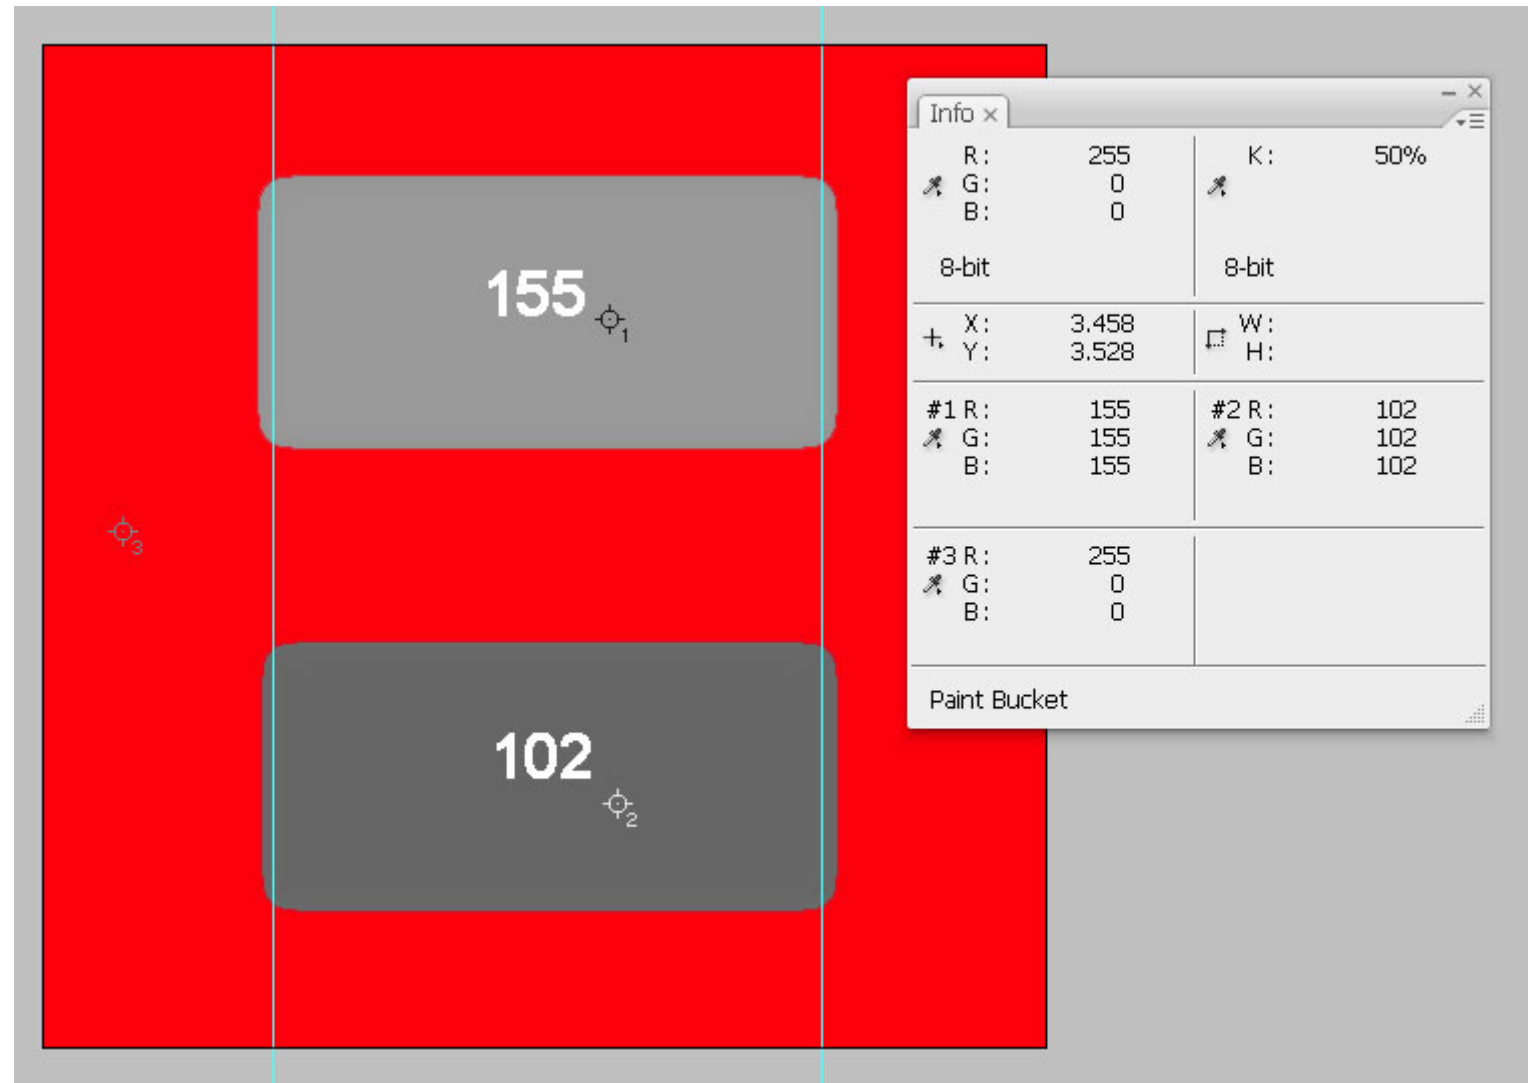 155
1
3
102
2
Info ×
R: 255 K: 50%
G: 0
B: 0
8-bit 8-bit
X: 3.458 W:
Y: 3.528 H:
#1 R: 155 #2 R: 102
G: 155 G: 102
B: 155 B: 102
#3 R: 255
G: 0
B: 0
Paint Bucket